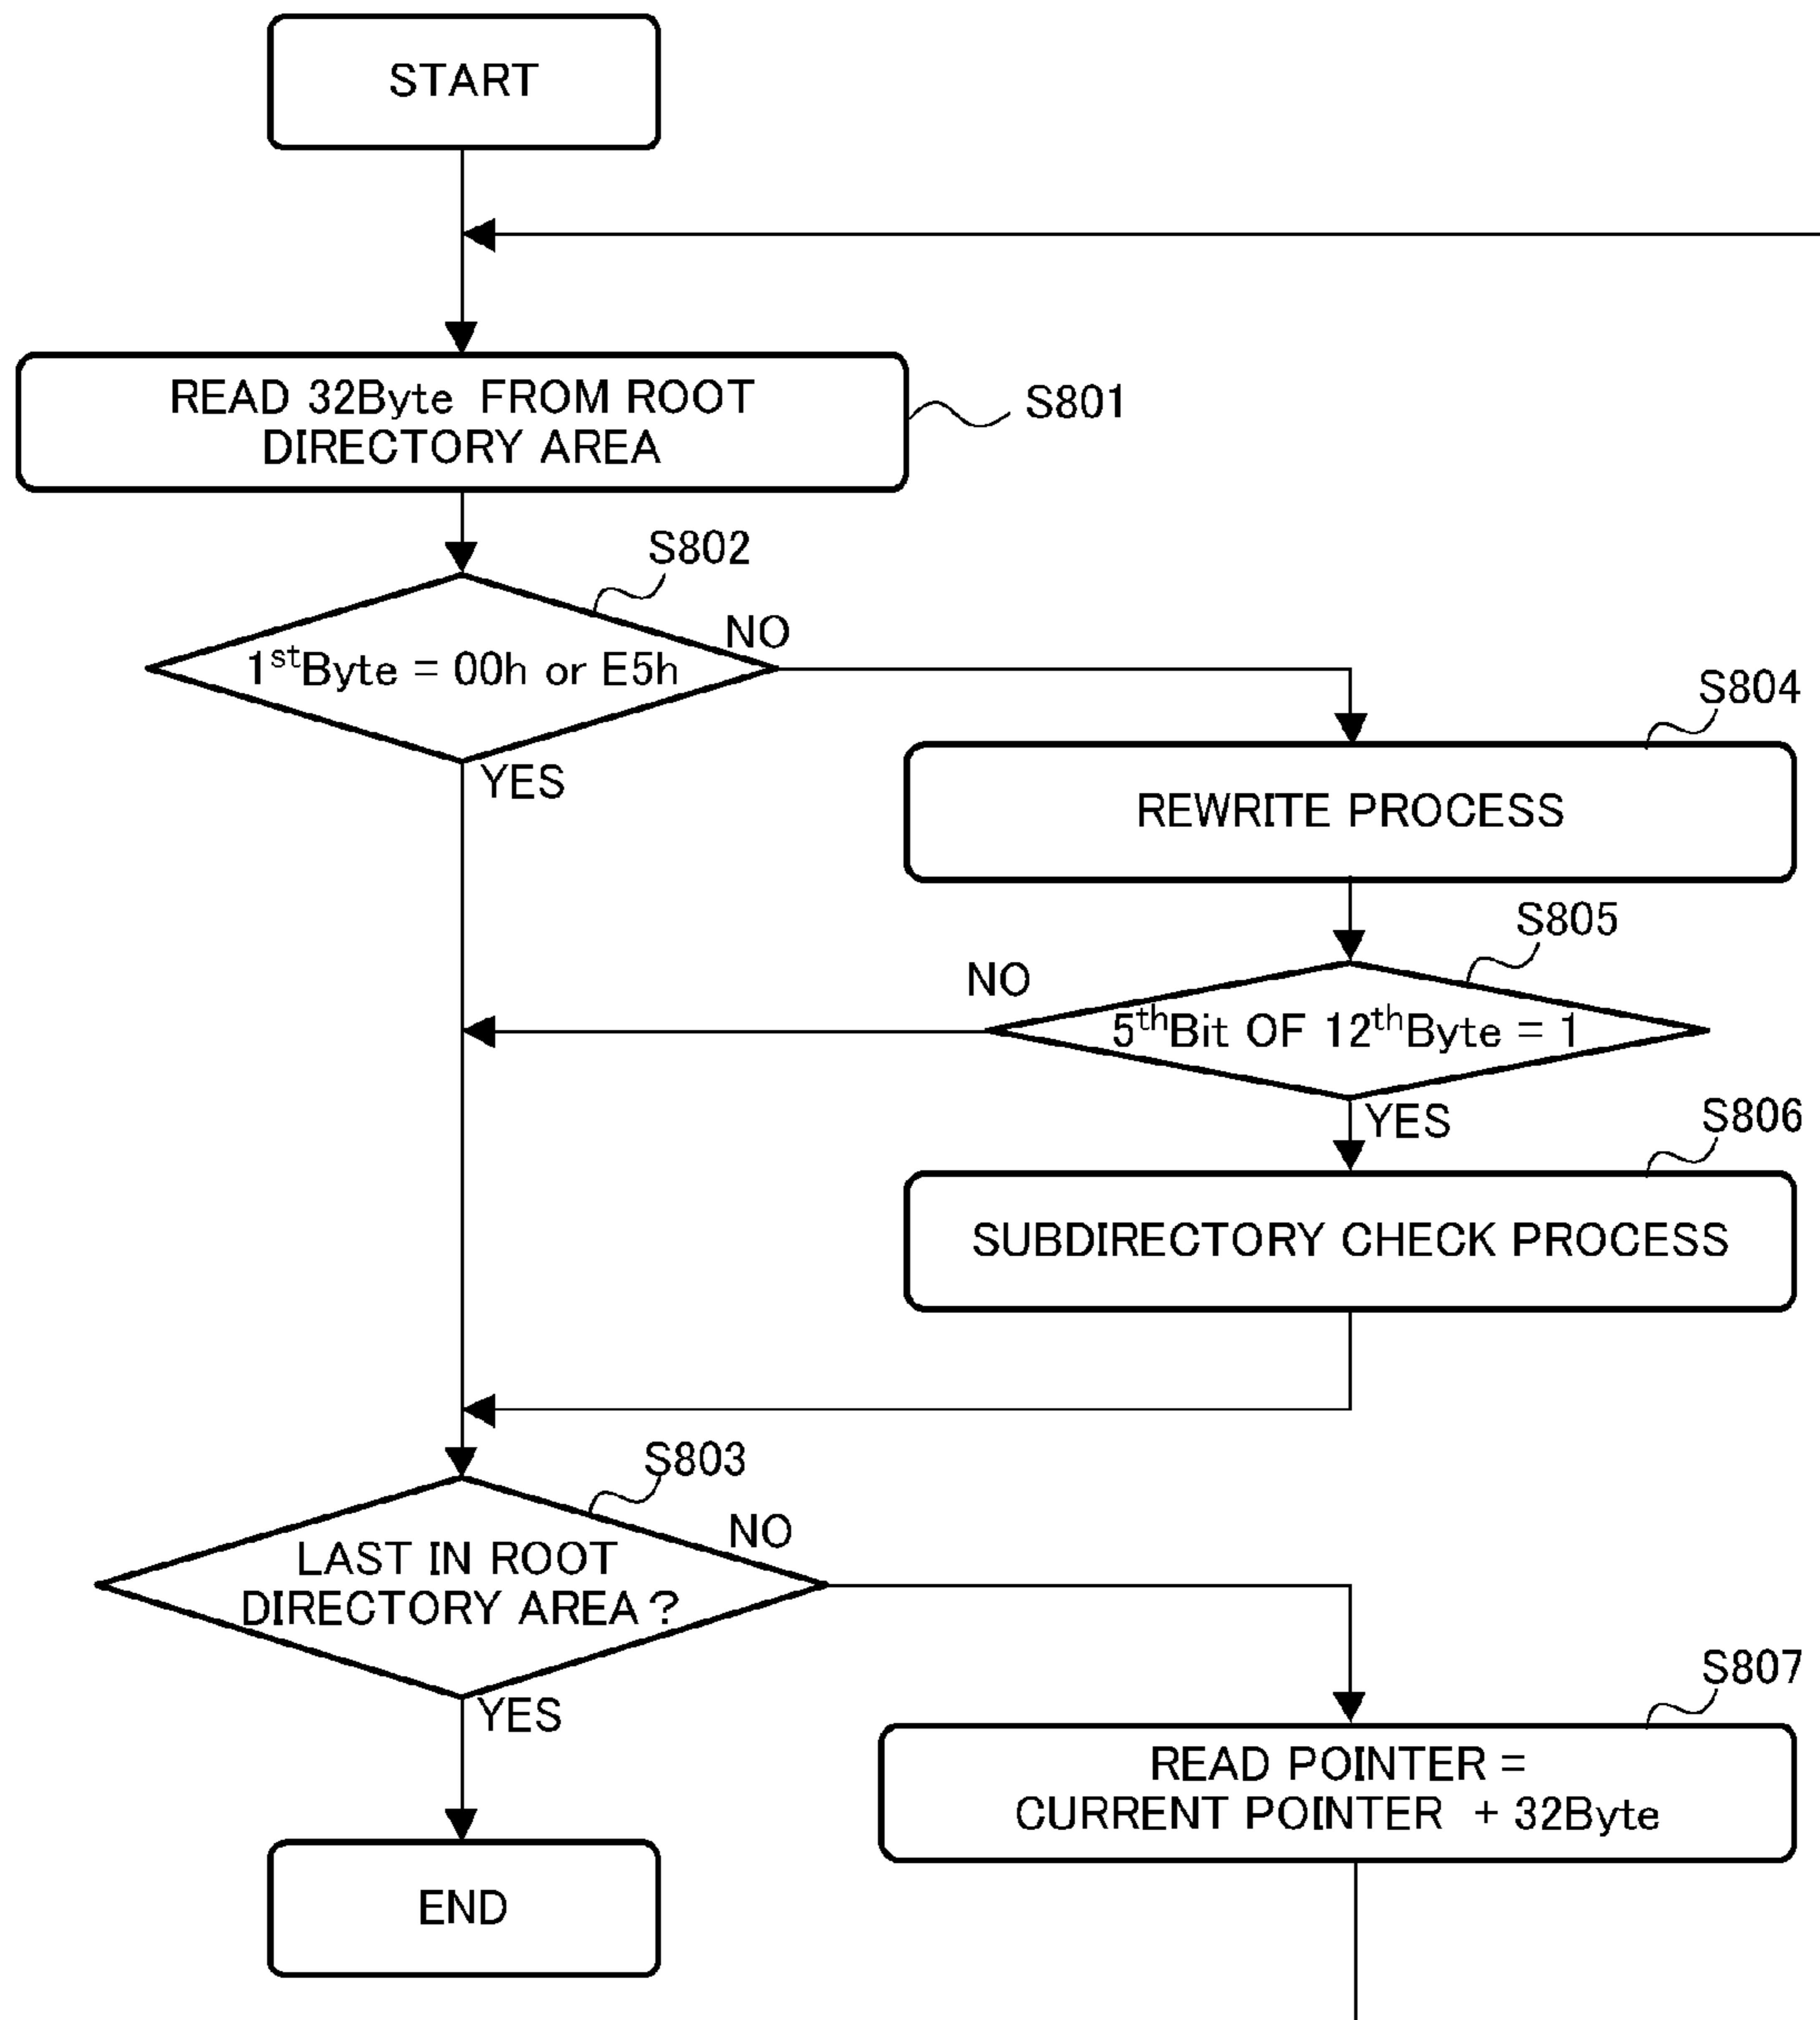 START
READ 32Byte FROM ROOT
DIRECTORY AREA
S801
S802
1stByte = 00h or E5h
NO
YES
S804
REWRITE PROCESS
S805
NO
5thBit OF 12thByte = 1
YES
S806
SUBDIRECTORY CHECK PROCESS
S803
LAST IN ROOT
DIRECTORY AREA?
NO
YES
S807
READ POINTER =
CURRENT POINTER + 32Byte
END